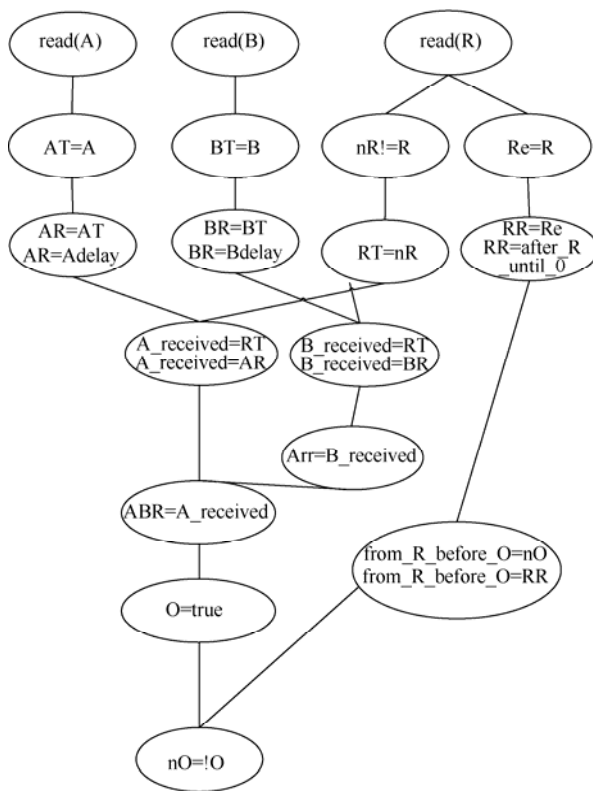 read(A)
read(B)
read(R)
AT=A
BT=B
nR!=R
Re=R
AR=AT
AR=Adelay
BR=BT
BR=Bdelay
RT=nR
RR=Re
RR=after_R
_until_0
A_received=RT
A_received=AR
B_received=RT
B_received=BR
Arr=B_received
ABR=A_received
from_R_before_O=nO
from_R_before_O=RR
O=true
nO=!O